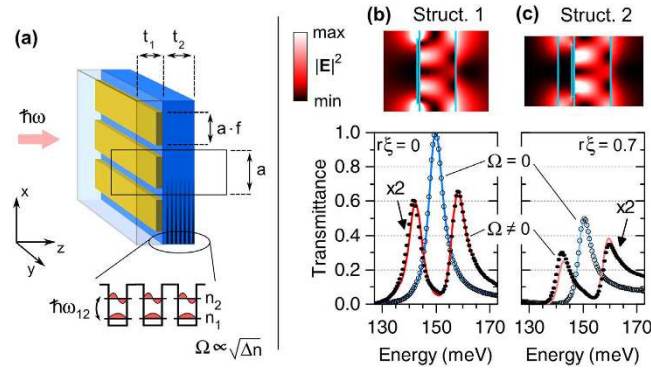 (a)
t₁ t₂
ħω
a · f
a
x
z
y
ħω₁₂
n₂
n₁
Ω ∝ √Δn
max
|E|²
min
(b) Struct. 1
(c) Struct. 2
Transmittance
1.0
0.8
0.6
0.4
0.2
0.0
rξ = 0
x2
Ω = 0
Ω ≠ 0
rξ = 0.7
x2
130 150 170
Energy (meV)
130 150 170
Energy (meV)